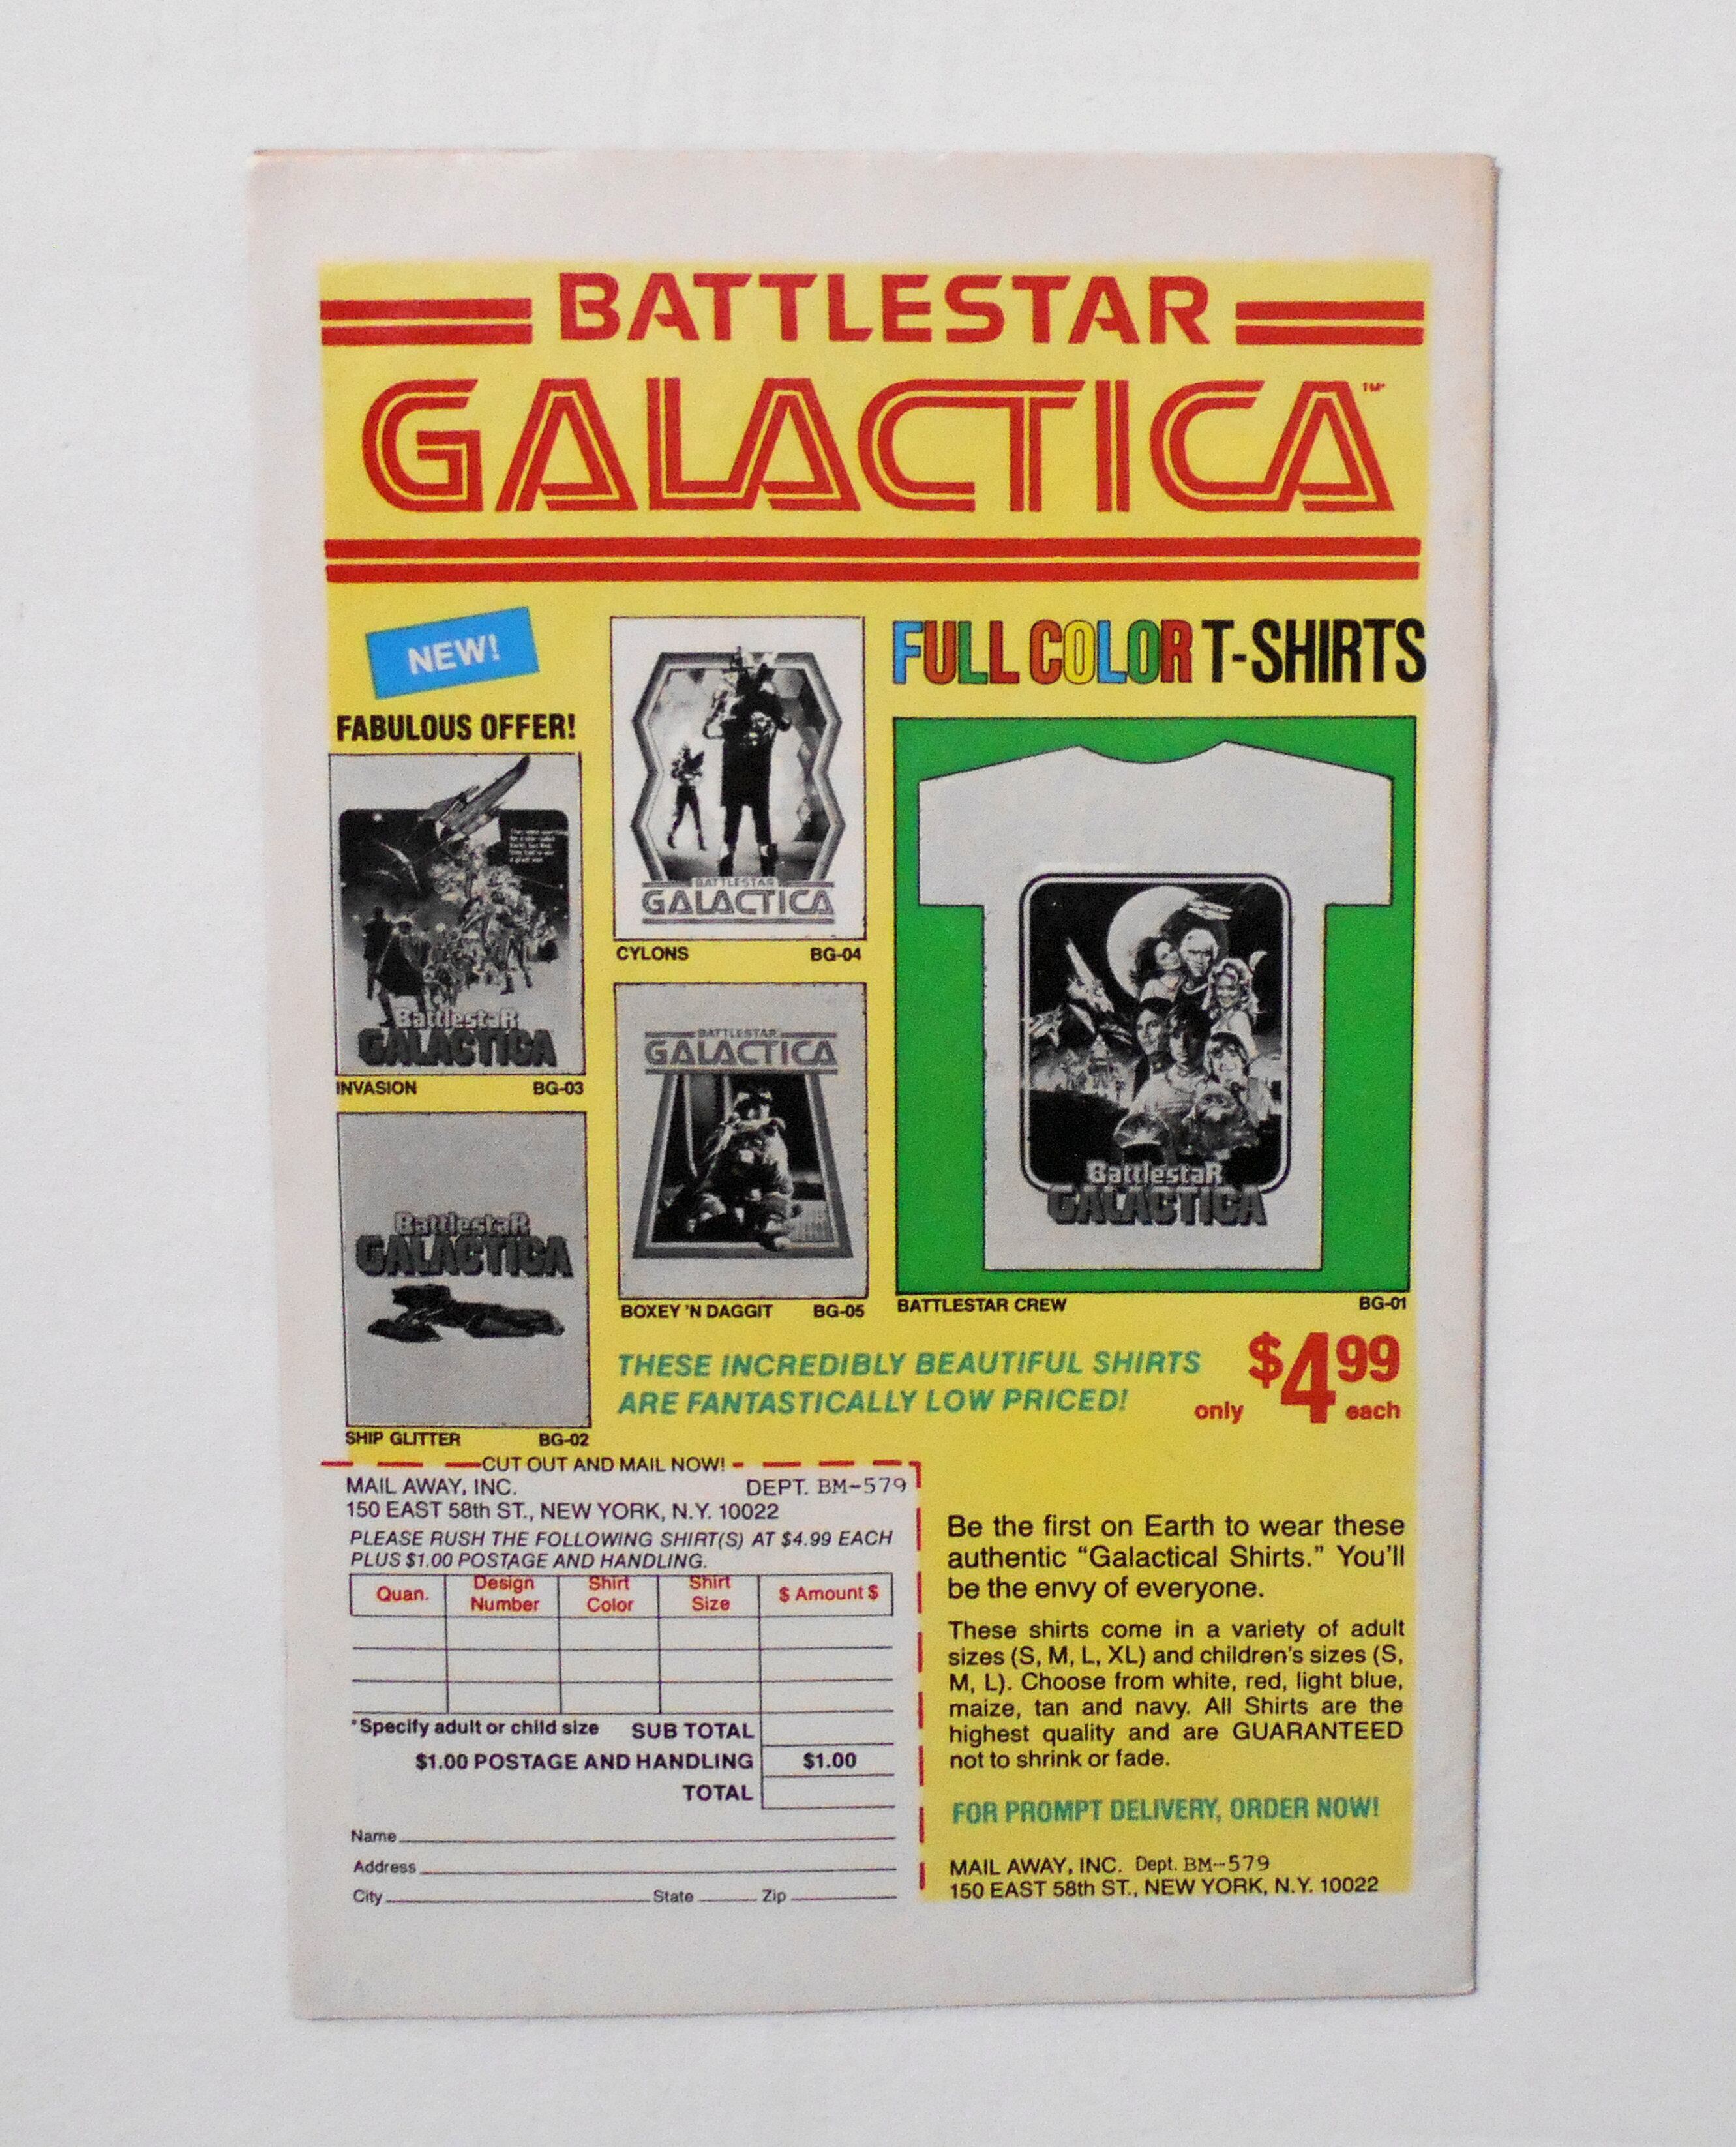 BATTLESTAR
GALACTICA™
NEW!
FABULOUS OFFER!
FULL COLOR T-SHIRTS
BattlestaR
GALACTICA
INVASION BG-03
BATTLESTAR
GALACTICA
CYLONS BG-04
BattlestaR
GALACTICA
SHIP GLITTER BG-02
BATTLESTAR
GALACTICA
BOXEY 'N DAGGIT BG-05
BattlestaR
GALACTICA
BATTLESTAR CREW BG-01
THESE INCREDIBLY BEAUTIFUL SHIRTS
ARE FANTASTICALLY LOW PRICED!
only $4.99 each
CUT OUT AND MAIL NOW!
MAIL AWAY, INC. DEPT. BM-579
150 EAST 58th ST., NEW YORK, N.Y. 10022
PLEASE RUSH THE FOLLOWING SHIRT(S) AT $4.99 EACH
PLUS $1.00 POSTAGE AND HANDLING.
Quan. Design Number Shirt Color Shirt Size $ Amount $
*Specify adult or child size SUB TOTAL
$1.00 POSTAGE AND HANDLING $1.00
TOTAL
Name
Address
City State Zip
Be the first on Earth to wear these
authentic “Galactical Shirts.” You'll
be the envy of everyone.
These shirts come in a variety of adult
sizes (S, M, L, XL) and children's sizes (S,
M, L). Choose from white, red, light blue,
maize, tan and navy. All Shirts are the
highest quality and are GUARANTEED
not to shrink or fade.
FOR PROMPT DELIVERY, ORDER NOW!
MAIL AWAY, INC. Dept. BM-579
150 EAST 58th ST., NEW YORK, N.Y. 10022